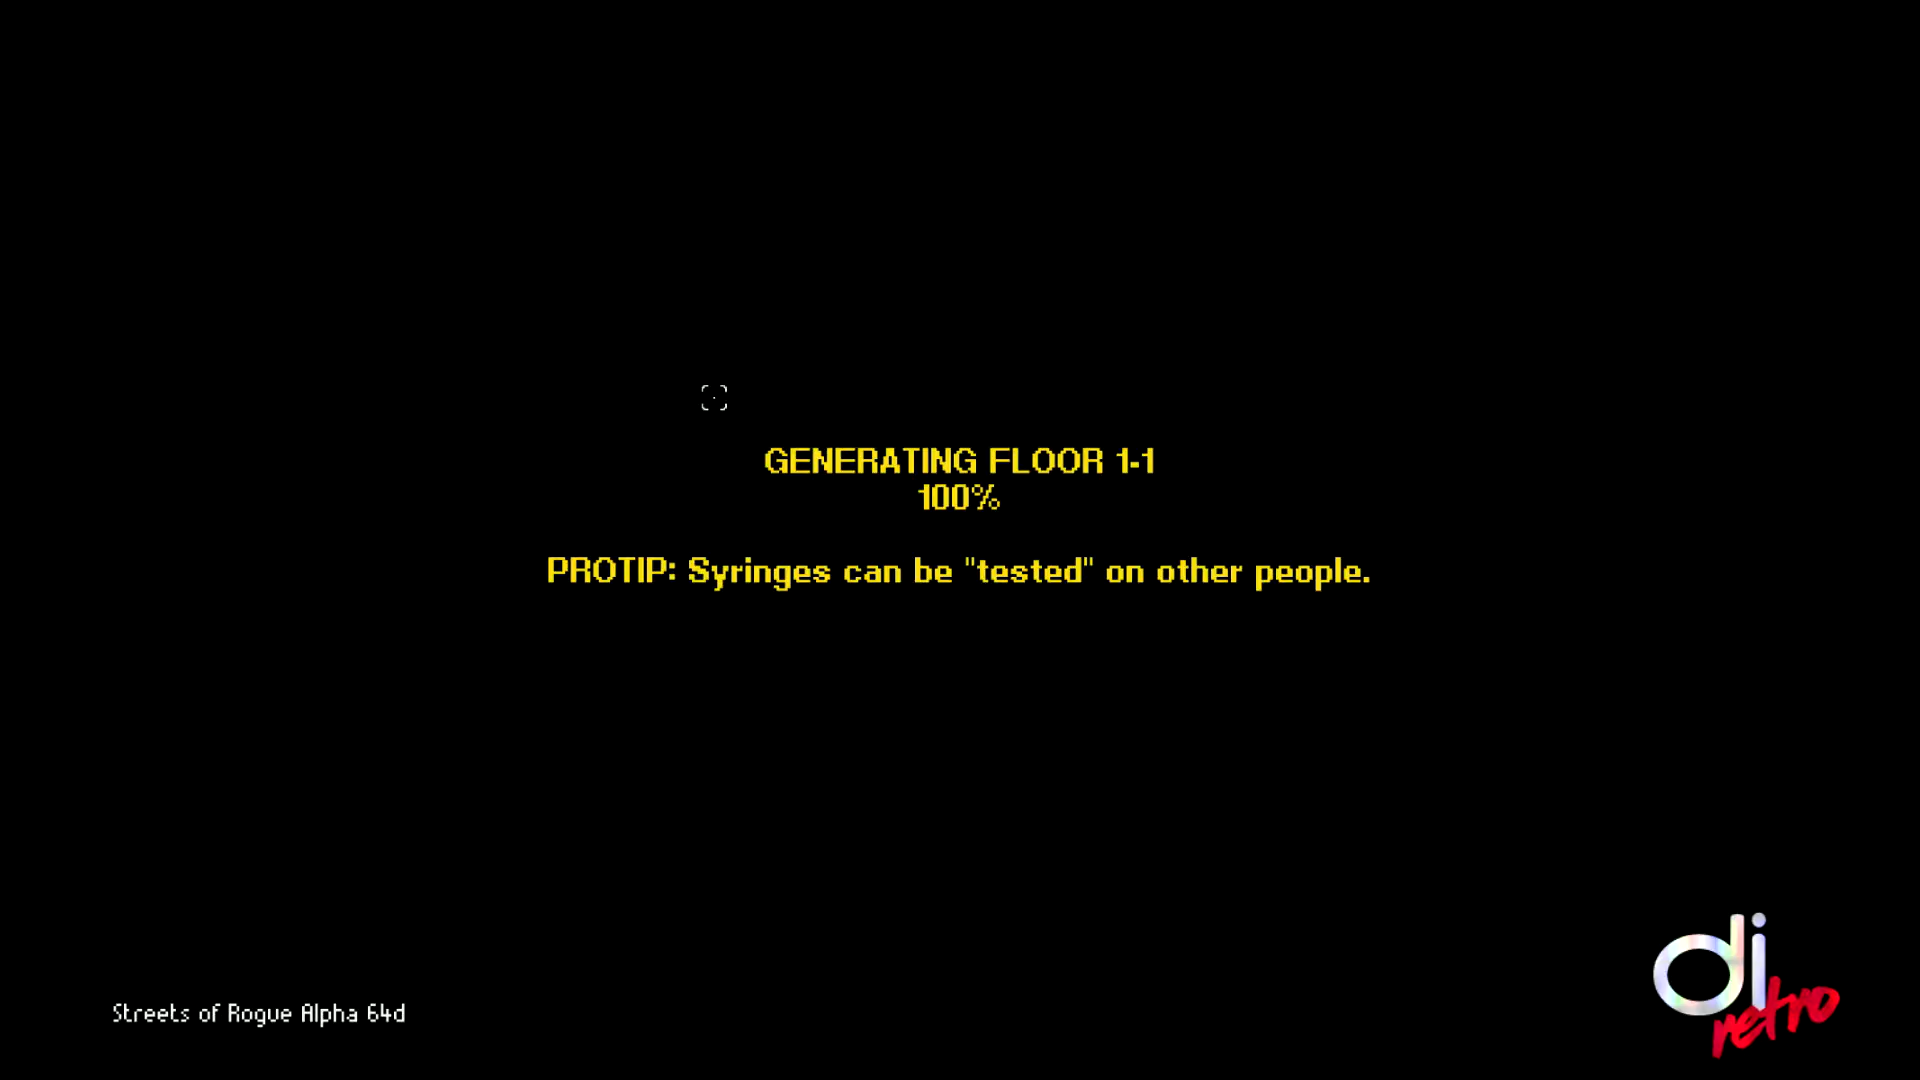 GENERATING FLOOR 1-1
100%
PROTIP: Syringes can be "tested" on other people.
Streets of Rogue Alpha 64d
di
retro